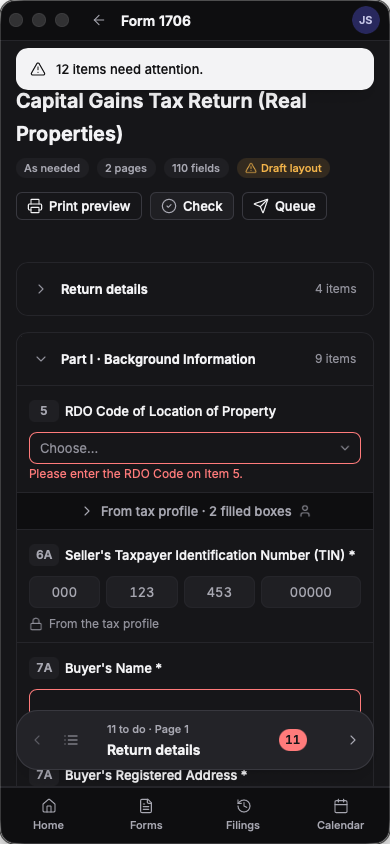 Form 1706
JS
12 items need attention.
Capital Gains Tax Return (Real
Properties)
As needed
2 pages
110 fields
Draft layout
Print preview
Check
Queue
Return details
4 items
Part I · Background Information
9 items
5
RDO Code of Location of Property
Choose...
Please enter the RDO Code on Item 5.
From tax profile · 2 filled boxes
6A
Seller's Taxpayer Identification Number (TIN) *
000
123
453
00000
From the tax profile
7A
Buyer's Name *
11 to do · Page 1
Return details
11
7A
Buyer's Registered Address *
Home
Forms
Filings
Calendar